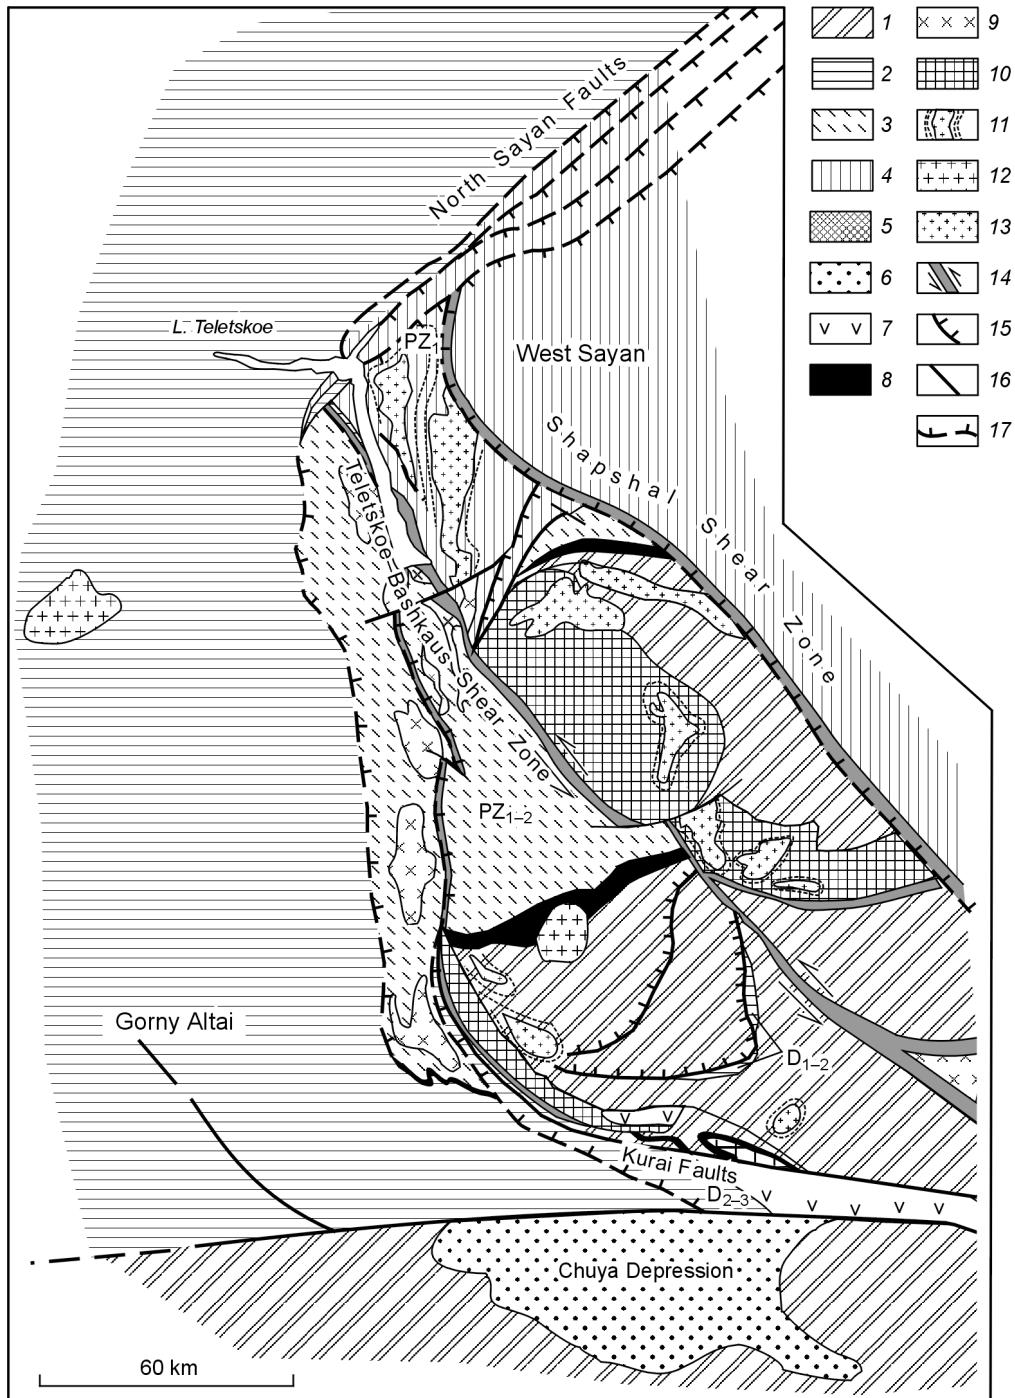 North Sayan Faults
L. Teletskoe
PZ₁
West Sayan
Shapshal Shear Zone
Teletskoe–Bashkaus Shear Zone
PZ₁₋₂
Gorny Altai
D₁₋₂
Kurai Faults
D₂₋₃
Chuya Depression
60 km
1
2
3
4
5
6
7
8
9
10
11
12
13
14
15
16
17